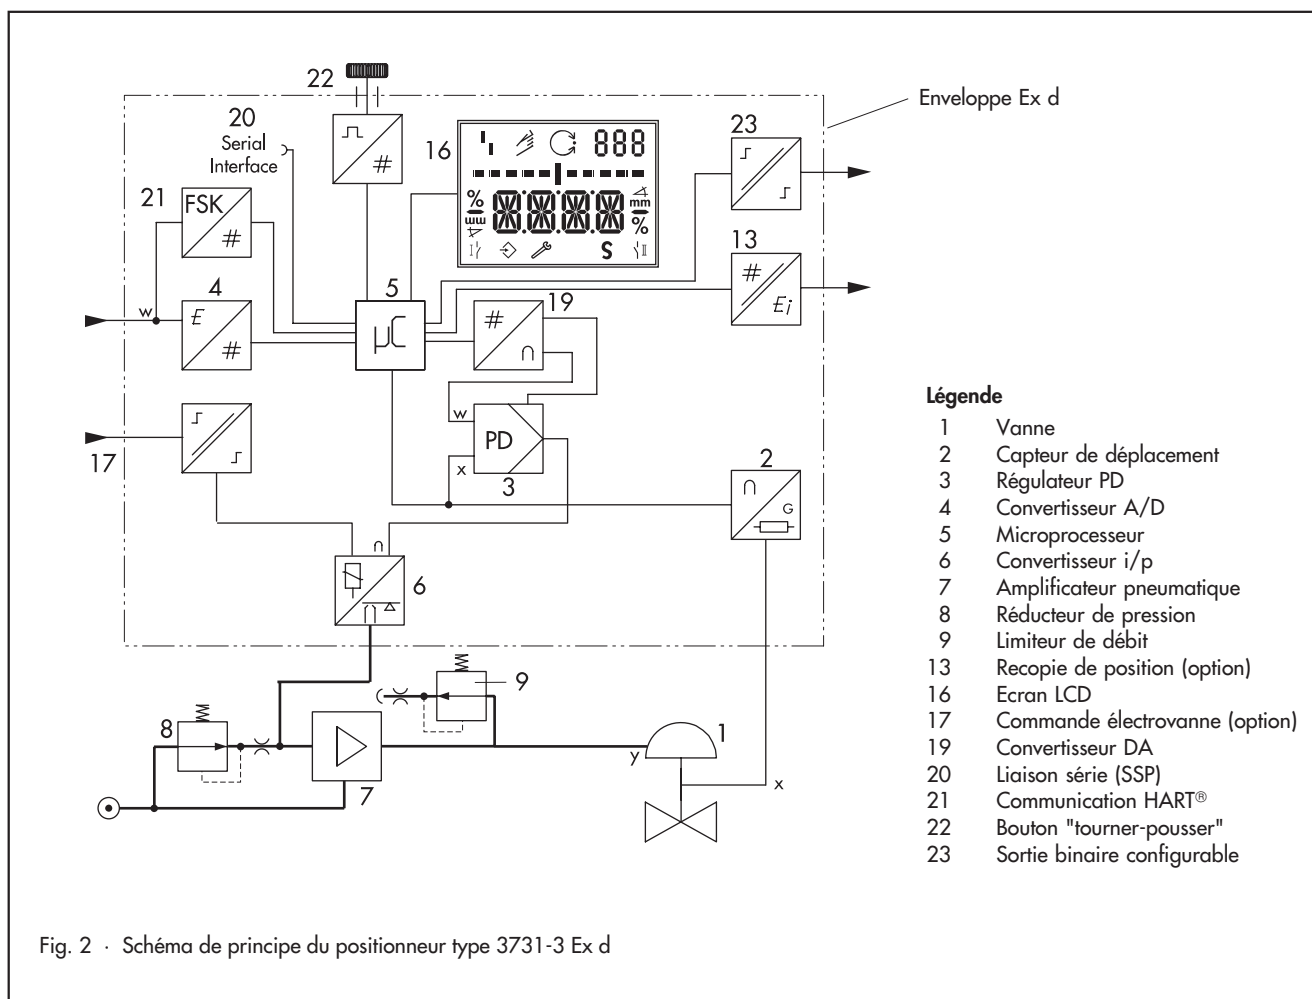 22
Enveloppe Ex d
20
Serial
Interface
16
888
23
%
mm
%
mm
S
21
FSK
#
#
13
#
Ei
w
4
E
#
5
µC
19
#
w
PD
x
3
17
2
G
6
9
8
7
1
y
x
Légende
1 Vanne
2 Capteur de déplacement
3 Régulateur PD
4 Convertisseur A/D
5 Microprocesseur
6 Convertisseur i/p
7 Amplificateur pneumatique
8 Réducteur de pression
9 Limiteur de débit
13 Recopie de position (option)
16 Ecran LCD
17 Commande électrovanne (option)
19 Convertisseur DA
20 Liaison série (SSP)
21 Communication HART®
22 Bouton "tourner-pousser"
23 Sortie binaire configurable
Fig. 2 · Schéma de principe du positionneur type 3731-3 Ex d